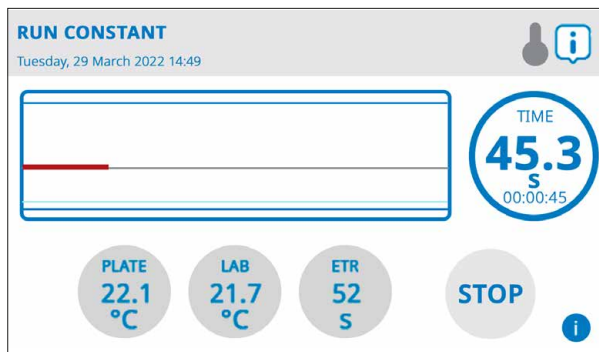 RUN CONSTANT
Tuesday, 29 March 2022 14:49
i
TIME
45.3
s
00:00:45
PLATE
22.1
°C
LAB
21.7
°C
ETR
52
s
STOP
i